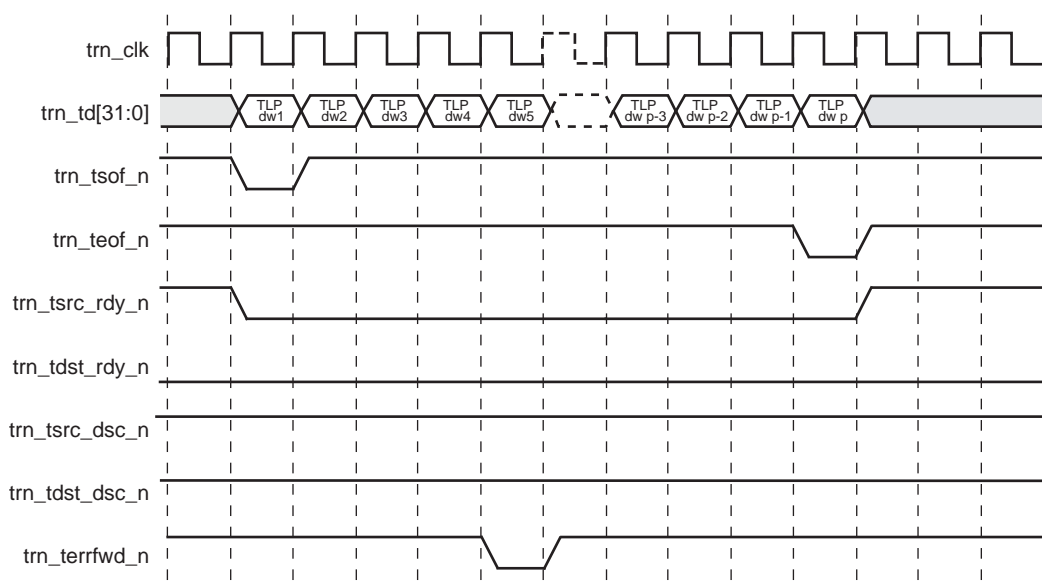 trn_clk
trn_td[31:0]
TLP
dw1
TLP
dw2
TLP
dw3
TLP
dw4
TLP
dw5
TLP
dw p-3
TLP
dw p-2
TLP
dw p-1
TLP
dw p
trn_tsof_n
trn_teof_n
trn_tsrc_rdy_n
trn_tdst_rdy_n
trn_tsrc_dsc_n
trn_tdst_dsc_n
trn_terrfwd_n